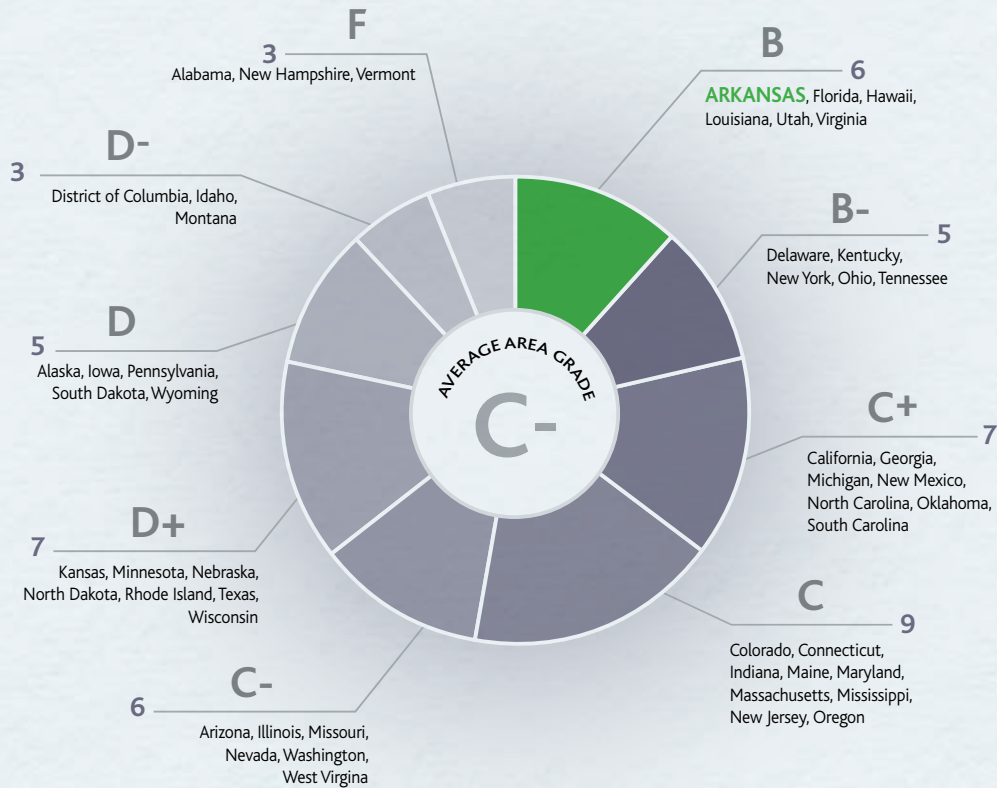 F
3
Alabama, New Hampshire, Vermont
B
6
ARKANSAS, Florida, Hawaii,
Louisiana, Utah, Virginia
D-
3
District of Columbia, Idaho,
Montana
B-
5
Delaware, Kentucky,
New York, Ohio, Tennessee
D
5
Alaska, Iowa, Pennsylvania,
South Dakota, Wyoming
AVERAGE AREA GRADE
C-
C+
7
California, Georgia,
Michigan, New Mexico,
North Carolina, Oklahoma,
South Carolina
D+
7
Kansas, Minnesota, Nebraska,
North Dakota, Rhode Island, Texas,
Wisconsin
C
9
Colorado, Connecticut,
Indiana, Maine, Maryland,
Massachusetts, Mississippi,
New Jersey, Oregon
C-
6
Arizona, Illinois, Missouri,
Nevada, Washington,
West Virgina